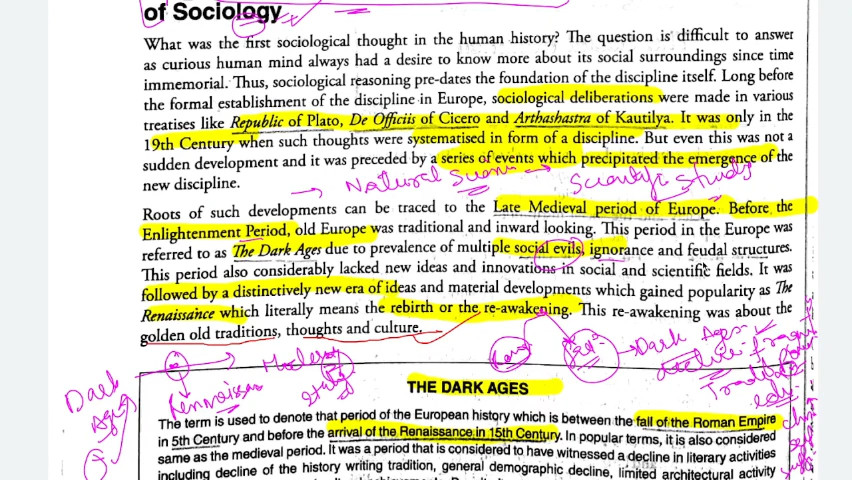 of Sociology
What was the first sociological thought in the human history? The question is difficult to answer
as curious human mind always had a desire to know more about its social surroundings since time
immemorial. Thus, sociological reasoning pre-dates the foundation of the discipline itself. Long before
the formal establishment of the discipline in Europe, sociological deliberations were made in various
treatises like Republic of Plato, De Officiis of Cicero and Arthashastra of Kautilya. It was only in the
19th Century when such thoughts were systematised in form of a discipline. But even this was not a
sudden development and it was preceded by a series of events which precipitated the emergence of the
new discipline.
→ Natural → Scientific Study
Roots of such developments can be traced to the Late Medieval period of Europe. Before the
Enlightenment Period, old Europe was traditional and inward looking. This period in the Europe was
referred to as The Dark Ages due to prevalence of multiple social evils, ignorance and feudal structures.
This period also considerably lacked new ideas and innovations in social and scientific fields. It was
followed by a distinctively new era of ideas and material developments which gained popularity as The
Renaissance which literally means the rebirth or the re-awakening. This re-awakening was about the
golden old traditions, thoughts and culture.
Dark Ages
Dark
Ages
THE DARK AGES
The term is used to denote that period of the European history which is between the fall of the Roman Empire
in 5th Century and before the arrival of the Renaissance in 15th Century. In popular terms, it is also considered
same as the medieval period. It was a period that is considered to have witnessed a decline in literary activities
including decline of the history writing tradition, general demographic decline, limited architectural activity